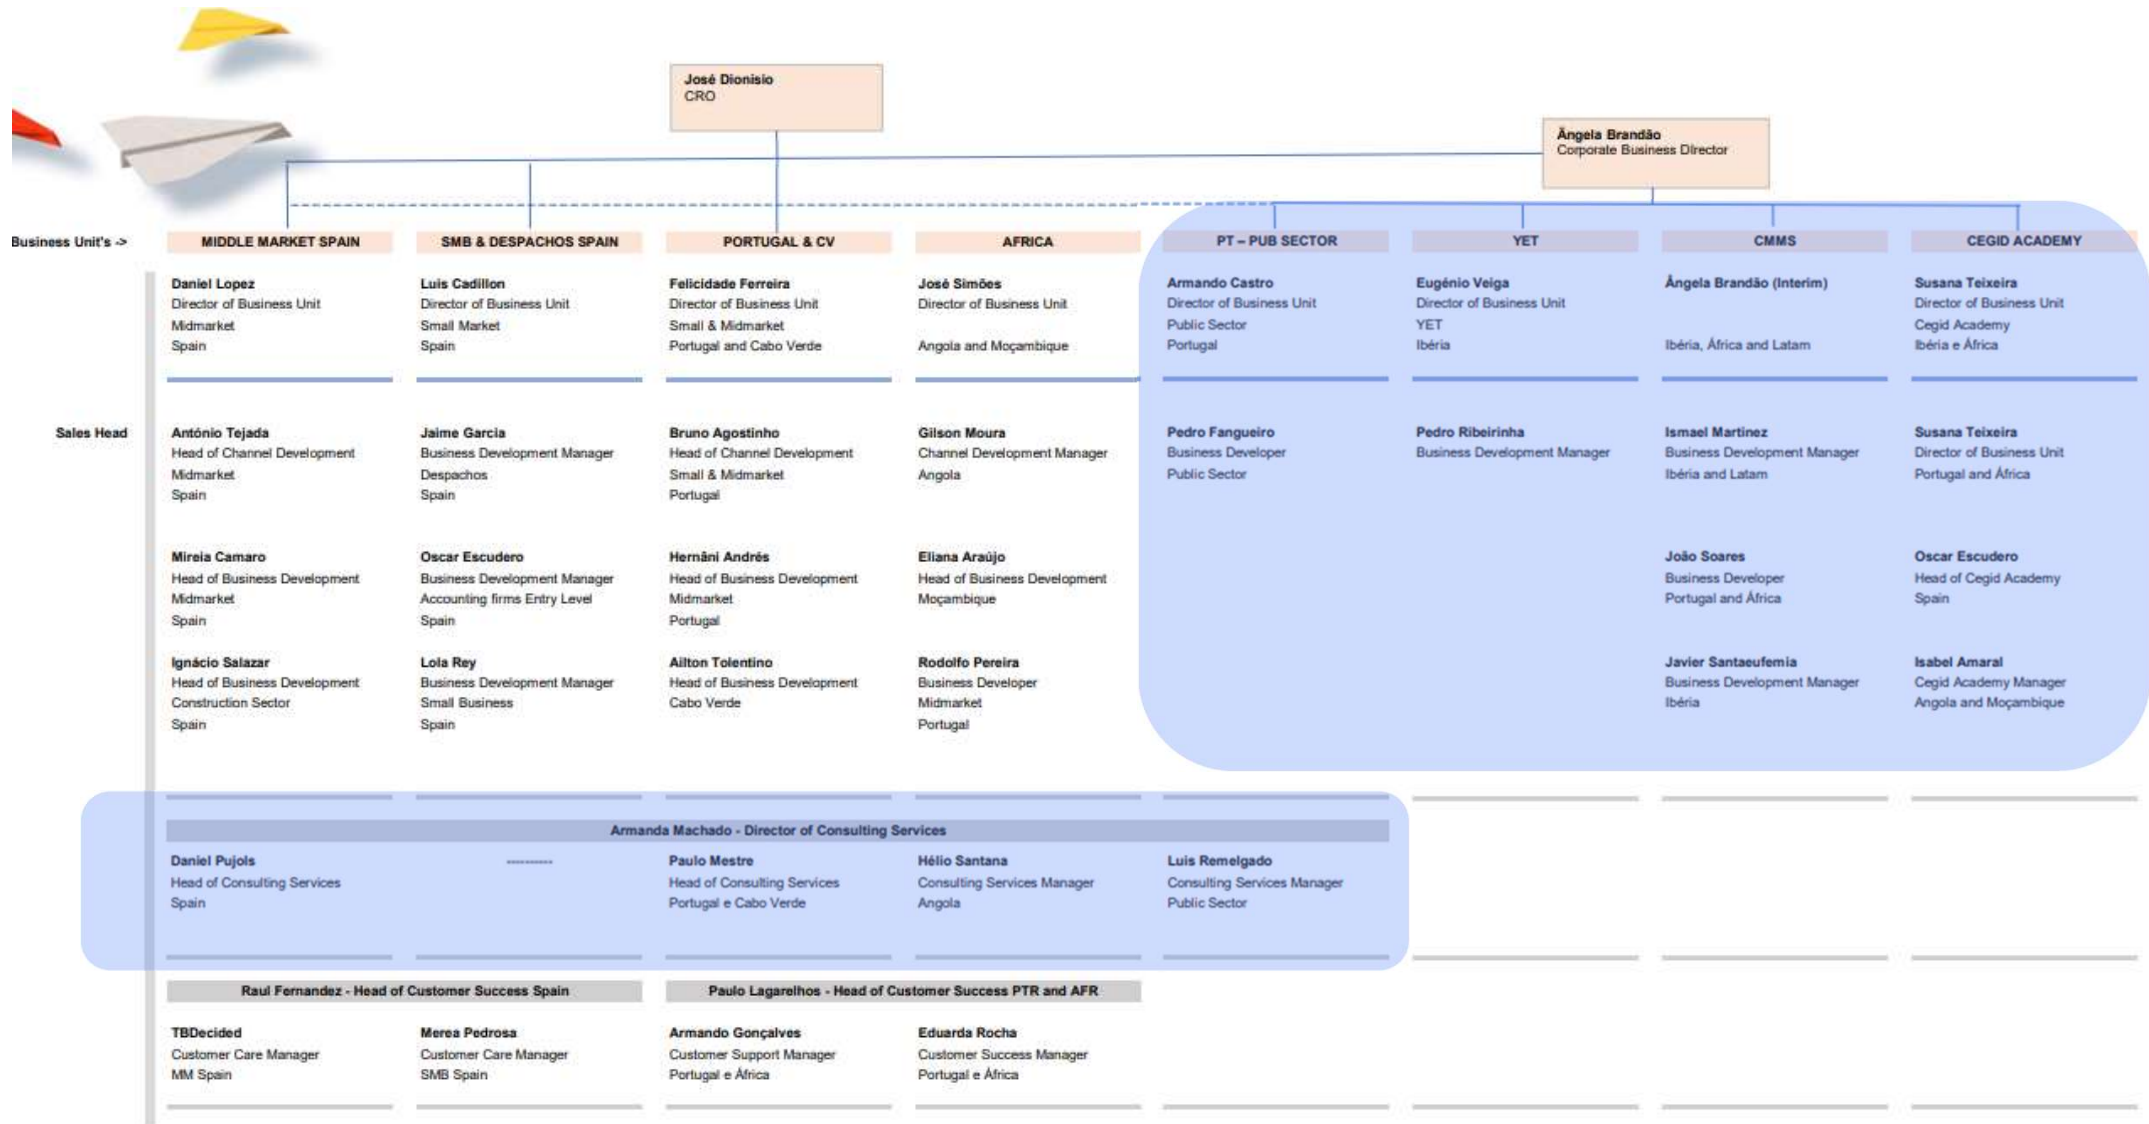 José Dionisio
CRO
Ângela Brandão
Corporate Business DIrector
Business Unit's ->
MIDDLE MARKET SPAIN
SMB & DESPACHOS SPAIN
PORTUGAL & CV
AFRICA
PT – PUB SECTOR
YET
CMMS
CEGID ACADEMY
Daniel Lopez
Director of Business Unit
Midmarket
Spain
Luis Cadillon
Director of Business Unit
Small Market
Spain
Felicidade Ferreira
Director of Business Unit
Small & Midmarket
Portugal and Cabo Verde
José Simões
Director of Business Unit
Angola and Moçambique
Armando Castro
Director of Business Unit
Public Sector
Portugal
Eugénio Veiga
Director of Business Unit
YET
Ibéria
Ângela Brandão (Interim)
Ibéria, África and Latam
Susana Teixeira
Director of Business Unit
Cegid Academy
Ibéria e África
Sales Head
António Tejada
Head of Channel Development
Midmarket
Spain
Jaime Garcia
Business Development Manager
Despachos
Spain
Bruno Agostinho
Head of Channel Development
Small & Midmarket
Portugal
Gilson Moura
Channel Development Manager
Angola
Pedro Fangueiro
Business Developer
Public Sector
Pedro Ribeirinha
Business Development Manager
Ismael Martinez
Business Development Manager
Ibéria and Latam
Susana Teixeira
Director of Business Unit
Portugal and África
Mireia Camaro
Head of Business Development
Midmarket
Spain
Oscar Escudero
Business Development Manager
Accounting firms Entry Level
Spain
Hernâni Andrés
Head of Business Development
Midmarket
Portugal
Eliana Araújo
Head of Business Development
Moçambique
João Soares
Business Developer
Portugal and África
Oscar Escudero
Head of Cegid Academy
Spain
Ignácio Salazar
Head of Business Development
Construction Sector
Spain
Lola Rey
Business Development Manager
Small Business
Spain
Ailton Tolentino
Head of Business Development
Cabo Verde
Rodolfo Pereira
Business Developer
Midmarket
Portugal
Javier Santaeufemia
Business Development Manager
Ibéria
Isabel Amaral
Cegid Academy Manager
Angola and Moçambique
Armanda Machado - Director of Consulting Services
Daniel Pujols
Head of Consulting Services
Spain
----------
Paulo Mestre
Head of Consulting Services
Portugal e Cabo Verde
Hélio Santana
Consulting Services Manager
Angola
Luis Remelgado
Consulting Services Manager
Public Sector
Raul Fernandez - Head of Customer Success Spain
Paulo Lagarelhos - Head of Customer Success PTR and AFR
TBDecided
Customer Care Manager
MM Spain
Merea Pedrosa
Customer Care Manager
SMB Spain
Armando Gonçalves
Customer Support Manager
Portugal e África
Eduarda Rocha
Customer Success Manager
Portugal e África